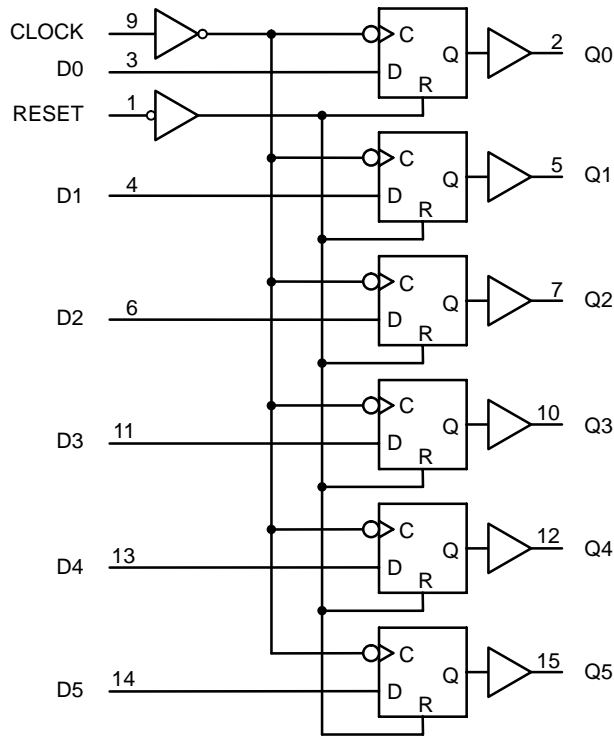 CLOCK 9 C Q 2 Q0
D0 3 D
RESET 1 R
C Q 5 Q1
D1 4 D
R
C Q 7 Q2
D2 6 D
R
C Q 10 Q3
D3 11 D
R
C Q 12 Q4
D4 13 D
R
C Q 15 Q5
D5 14 D
R